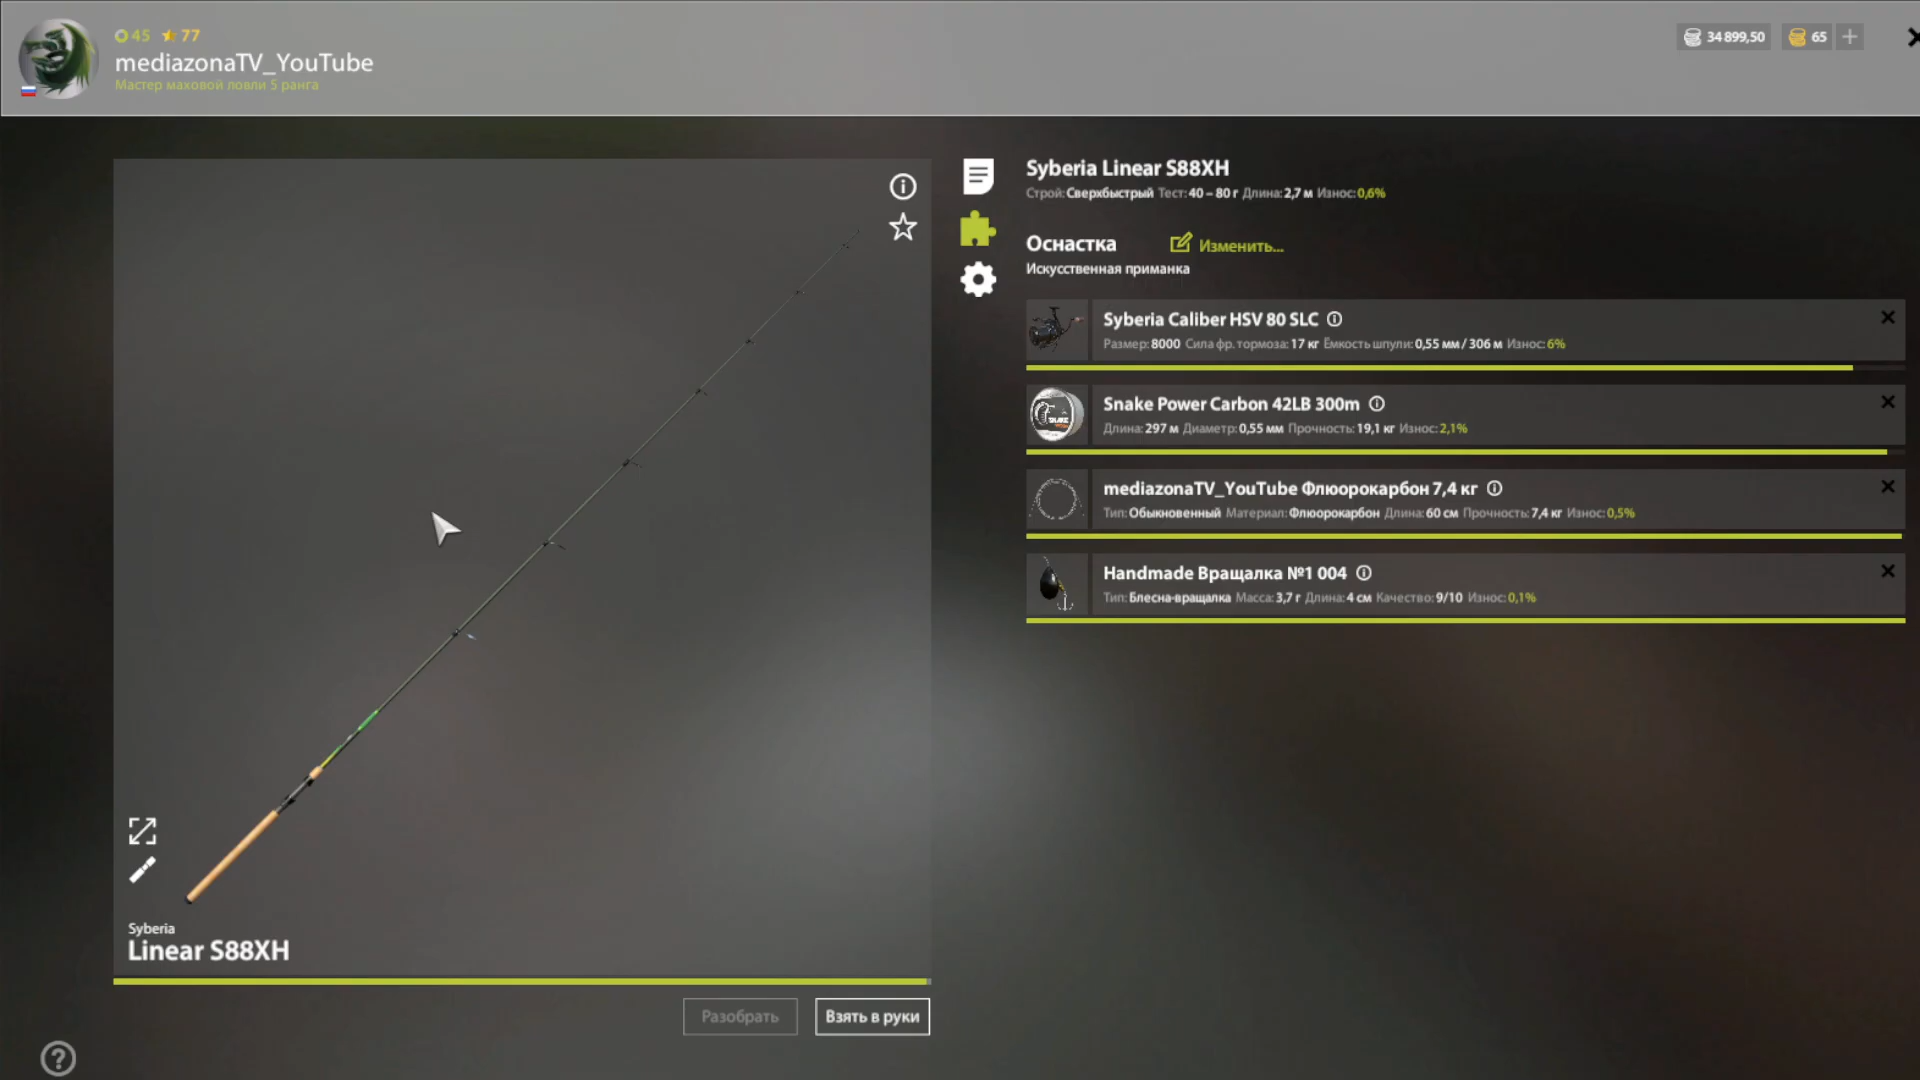 45 77
mediazonaTV_YouTube
Мастер маховой ловли 5 ранга
34 899,50 65
Syberia Linear S88XH
Строй: Сверхбыстрый Тест: 40 – 80 г Длина: 2,7 м Износ: 0,6%
Оснастка Изменить...
Искусственная приманка
Syberia Caliber HSV 80 SLC
Размер: 8000 Сила фр. тормоза: 17 кг Ёмкость шпули: 0,55 мм / 306 м Износ: 6%
Snake Power Carbon 42LB 300m
Длина: 297 м Диаметр: 0,55 мм Прочность: 19,1 кг Износ: 2,1%
mediazonaTV_YouTube Флюорокарбон 7,4 кг
Тип: Обыкновенный Материал: Флюорокарбон Длина: 60 см Прочность: 7,4 кг Износ: 0,5%
Handmade Вращалка №1 004
Тип: Блесна-вращалка Масса: 3,7 г Длина: 4 см Качество: 9/10 Износ: 0,1%
Syberia
Linear S88XH
Разобрать Взять в руки